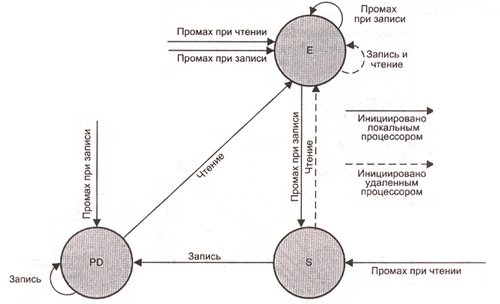 Промах
при записи
Промах при чтении
Промах при записи
E
Запись и
чтение
Инициировано
локальным
процессором
Инициировано
удаленным
процессором
Промах при записи
Чтение
Промах при записи
Чтение
PD
Запись
S
Промах при чтении
Запись